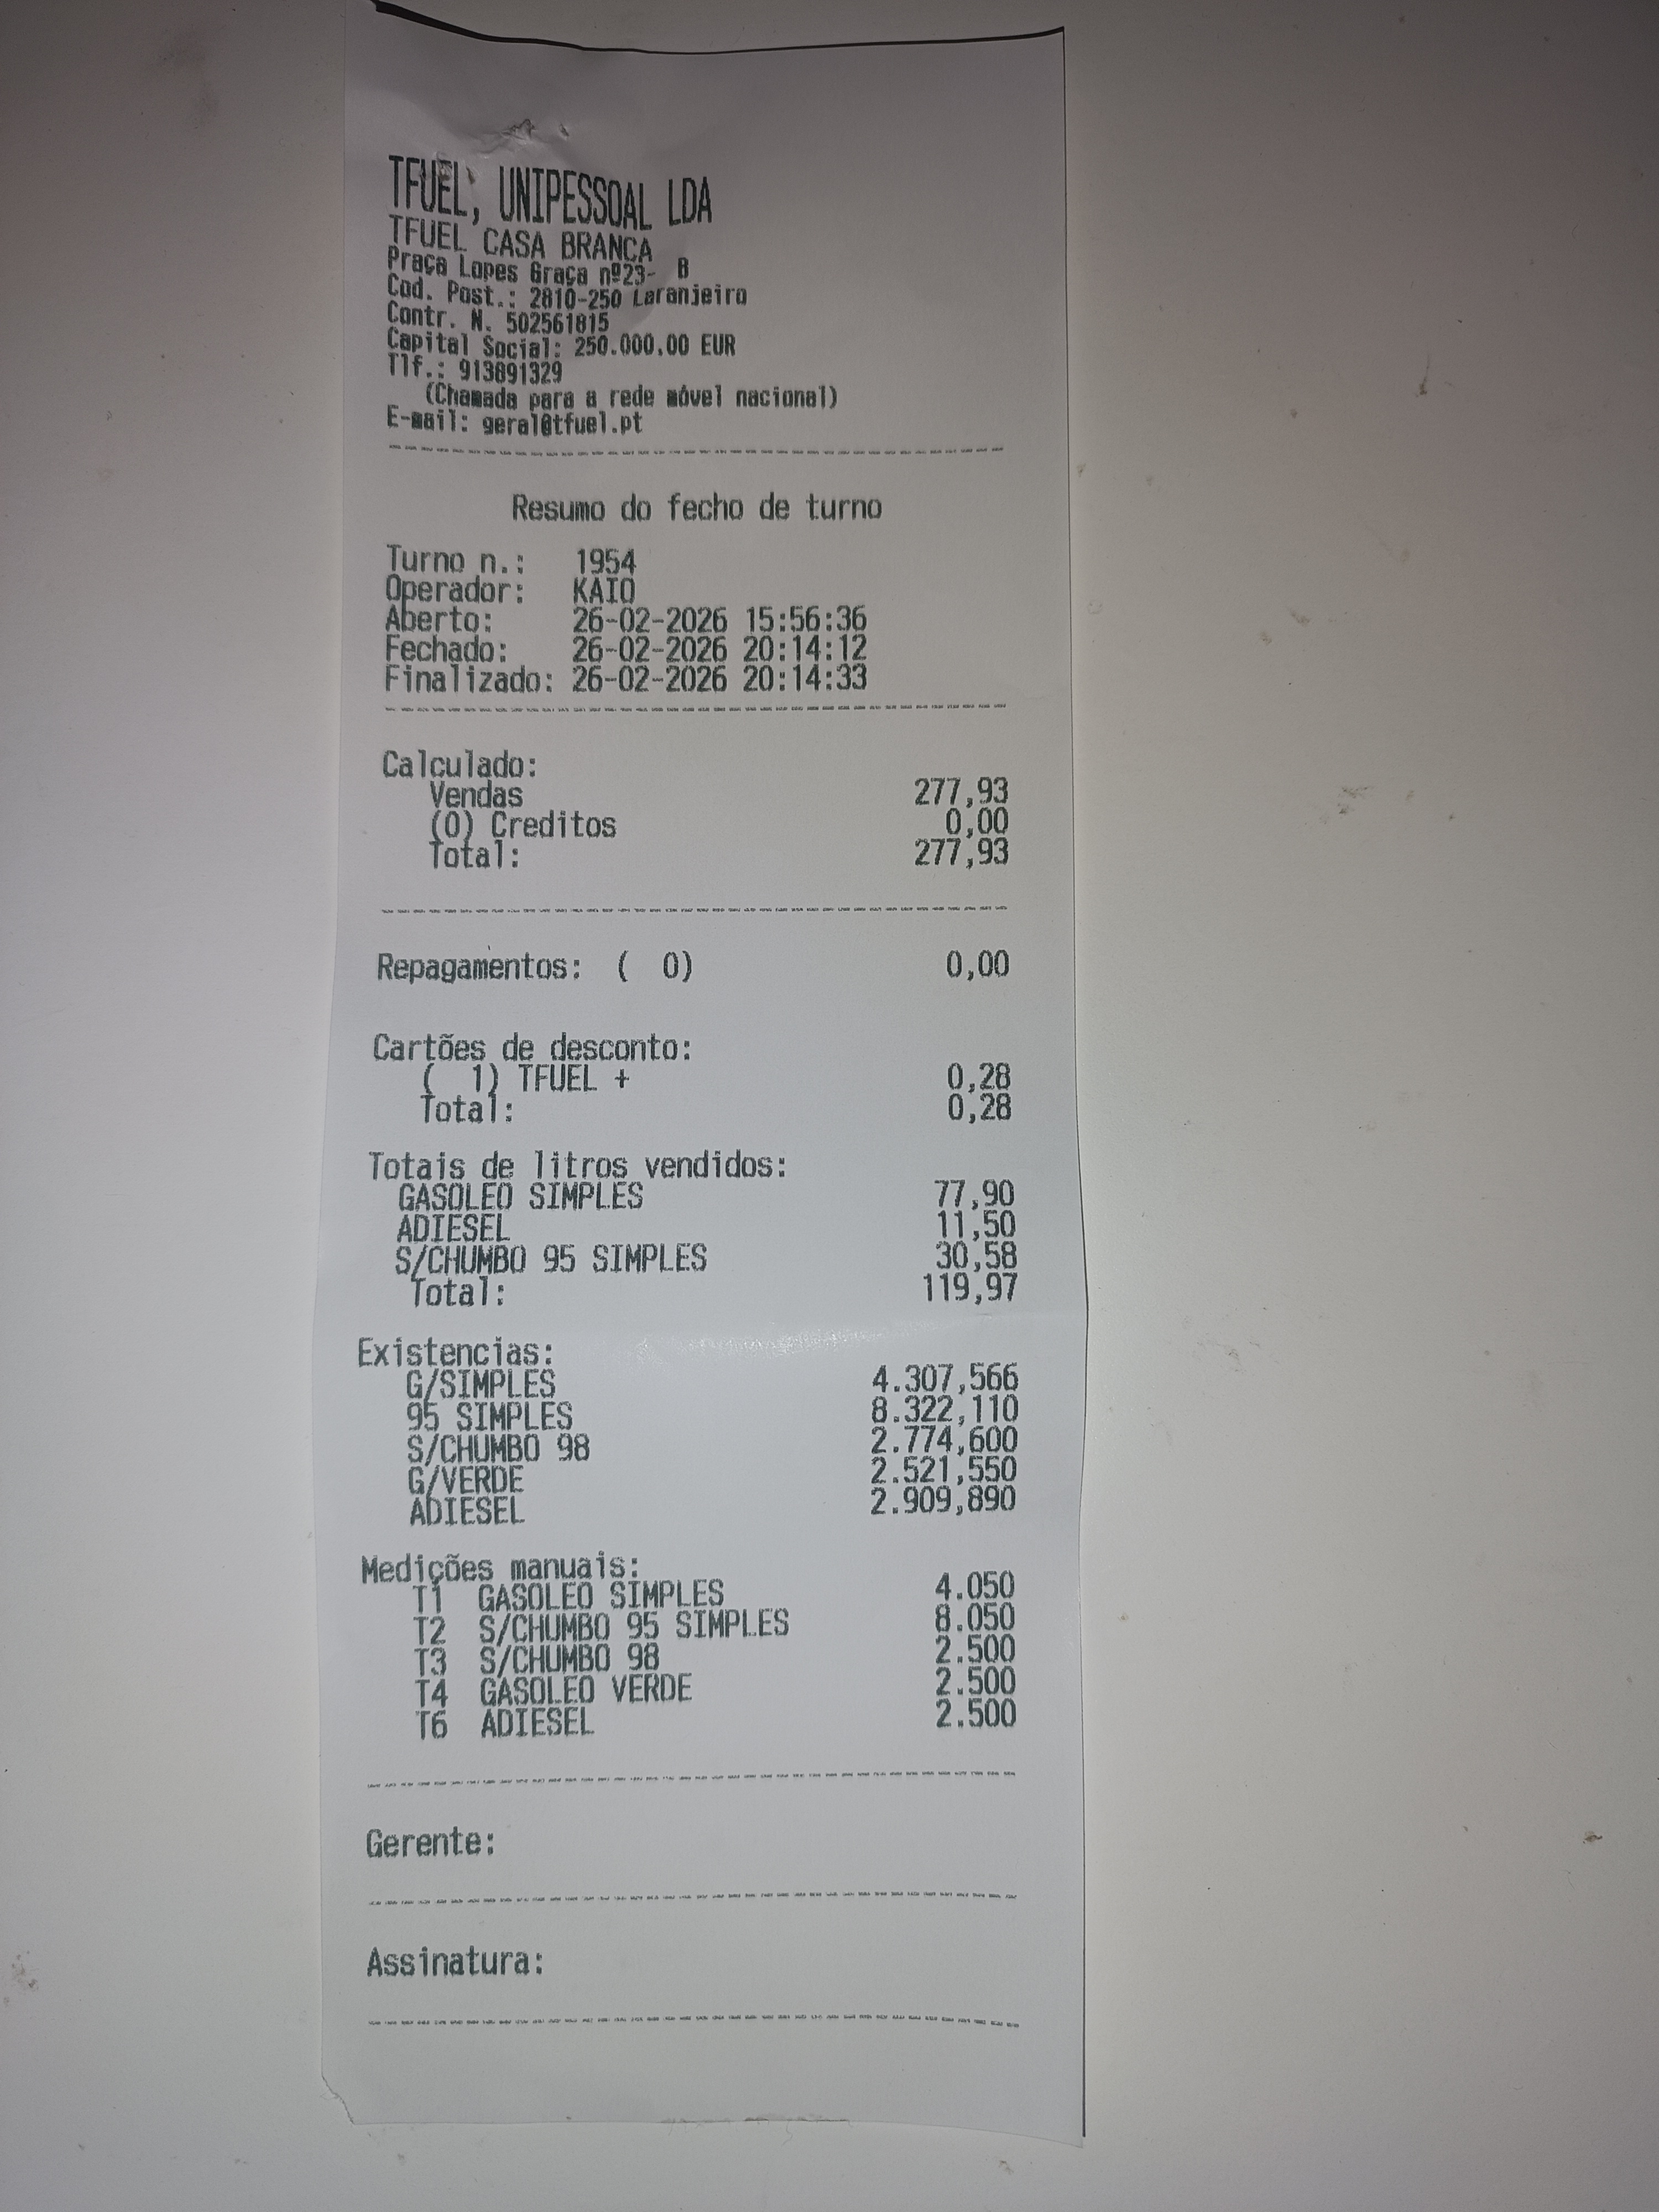 TFUEL, UNIPESSOAL LDA
TFUEL CASA BRANCA
Praça Lopes Graça nº23- B
Cod. Post.: 2810-250 Laranjeiro
Contr. N. 502561815
Capital Social: 250.000,00 EUR
Tlf.: 913891329
(Chamada para a rede móvel nacional)
E-mail: geral@tfuel.pt
Resumo do fecho de turno
Turno n.: 1954
Operador: KAIO
Aberto: 26-02-2026 15:56:36
Fechado: 26-02-2026 20:14:12
Finalizado: 26-02-2026 20:14:33
Calculado:
Vendas 277,93
(0) Creditos 0,00
Total: 277,93
Repagamentos: ( 0) 0,00
Cartões de desconto:
( 1) TFUEL + 0,28
Total: 0,28
Totais de litros vendidos:
GASOLEO SIMPLES 77,90
ADIESEL 11,50
S/CHUMBO 95 SIMPLES 30,58
Total: 119,97
Existencias:
G/SIMPLES 4.307,566
95 SIMPLES 8.322,110
S/CHUMBO 98 2.774,600
G/VERDE 2.521,550
ADIESEL 2.909,890
Medições manuais:
T1 GASOLEO SIMPLES 4.050
T2 S/CHUMBO 95 SIMPLES 8.050
T3 S/CHUMBO 98 2.500
T4 GASOLEO VERDE 2.500
T6 ADIESEL 2.500
Gerente:
Assinatura: